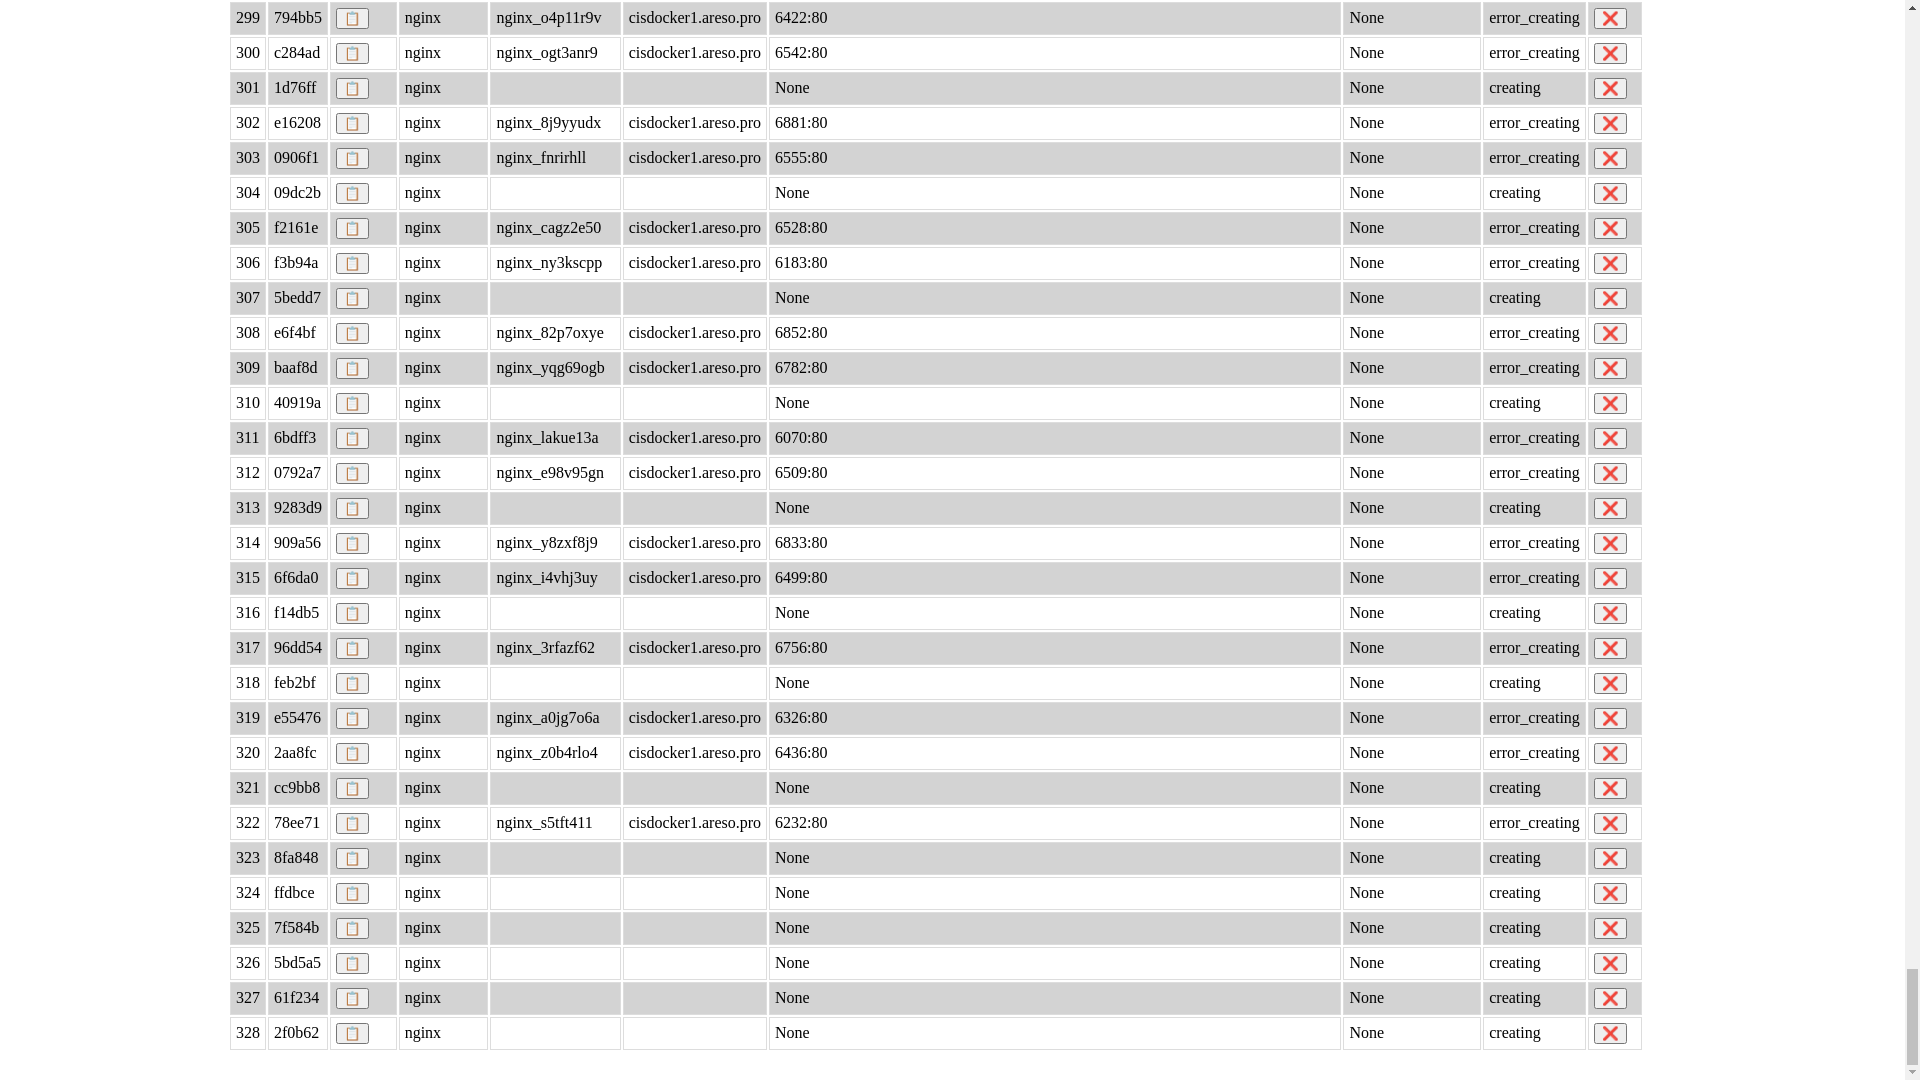 299 794bb5 📋 nginx nginx_o4p11r9v cisdocker.areso.pro 6422:80 None error_creating ❌
300 c284ad 📋 nginx nginx_ogt3anr9 cisdocker1.areso.pro 6542:80 None error_creating ❌
301 1d76ff 📋 nginx None None creating ❌
302 e16208 📋 nginx nginx_8j9yyudx cisdocker1.areso.pro 6881:80 None error_creating ❌
303 0906f1 📋 nginx nginx_fnrirhll cisdocker1.areso.pro 6555:80 None error_creating ❌
304 09dc2b 📋 nginx None None creating ❌
305 f2161e 📋 nginx nginx_cagz2e50 cisdocker1.areso.pro 6528:80 None error_creating ❌
306 f3b94a 📋 nginx nginx_ny3kscpp cisdocker1.areso.pro 6183:80 None error_creating ❌
307 5bedd7 📋 nginx None None creating ❌
308 e6f4bf 📋 nginx nginx_82p7oxye cisdocker1.areso.pro 6852:80 None error_creating ❌
309 baaf8d 📋 nginx nginx_yqg69ogb cisdocker1.areso.pro 6782:80 None error_creating ❌
310 40919a 📋 nginx None None creating ❌
311 6bdff3 📋 nginx nginx_lakue13a cisdocker1.areso.pro 6070:80 None error_creating ❌
312 0792a7 📋 nginx nginx_e98v95gn cisdocker1.areso.pro 6509:80 None error_creating ❌
313 9283d9 📋 nginx None None creating ❌
314 909a56 📋 nginx nginx_y8zxf8j9 cisdocker1.areso.pro 6833:80 None error_creating ❌
315 6f6da0 📋 nginx nginx_i4vhj3uy cisdocker1.areso.pro 6499:80 None error_creating ❌
316 f14db5 📋 nginx None None creating ❌
317 96dd54 📋 nginx nginx_3rfazf62 cisdocker1.areso.pro 6756:80 None error_creating ❌
318 feb2bf 📋 nginx None None creating ❌
319 e55476 📋 nginx nginx_a0jg7o6a cisdocker1.areso.pro 6326:80 None error_creating ❌
320 2aa8fc 📋 nginx nginx_z0b4rlo4 cisdocker1.areso.pro 6436:80 None error_creating ❌
321 cc9bb8 📋 nginx None None creating ❌
322 78ee71 📋 nginx nginx_s5tft411 cisdocker1.areso.pro 6232:80 None error_creating ❌
323 8fa848 📋 nginx None None creating ❌
324 ffdbce 📋 nginx None None creating ❌
325 7f584b 📋 nginx None None creating ❌
326 5bd5a5 📋 nginx None None creating ❌
327 61f234 📋 nginx None None creating ❌
328 2f0b62 📋 nginx None None creating ❌